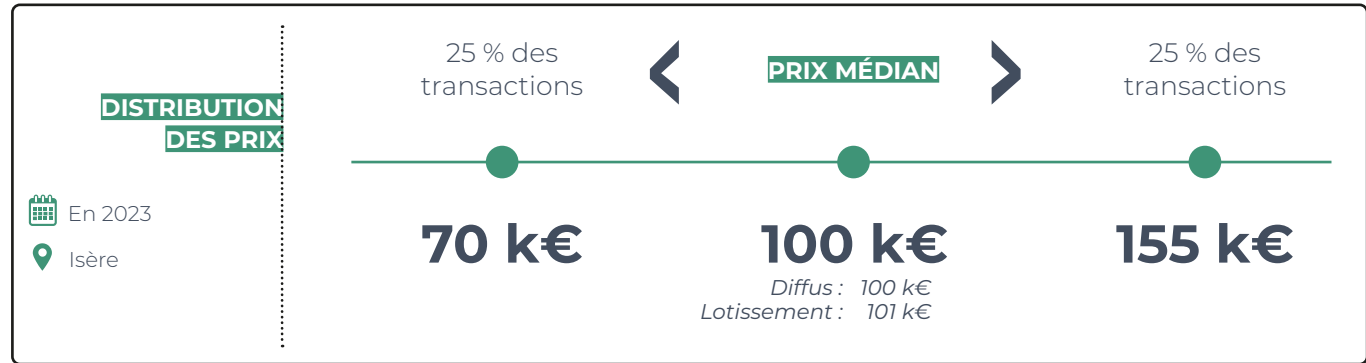 DISTRIBUTION
DES PRIX
En 2023
Isère
25 % des
transactions
<
PRIX MÉDIAN
>
25 % des
transactions
70 k€
100 k€
155 k€
Diffus : 100 k€
Lotissement : 101 k€